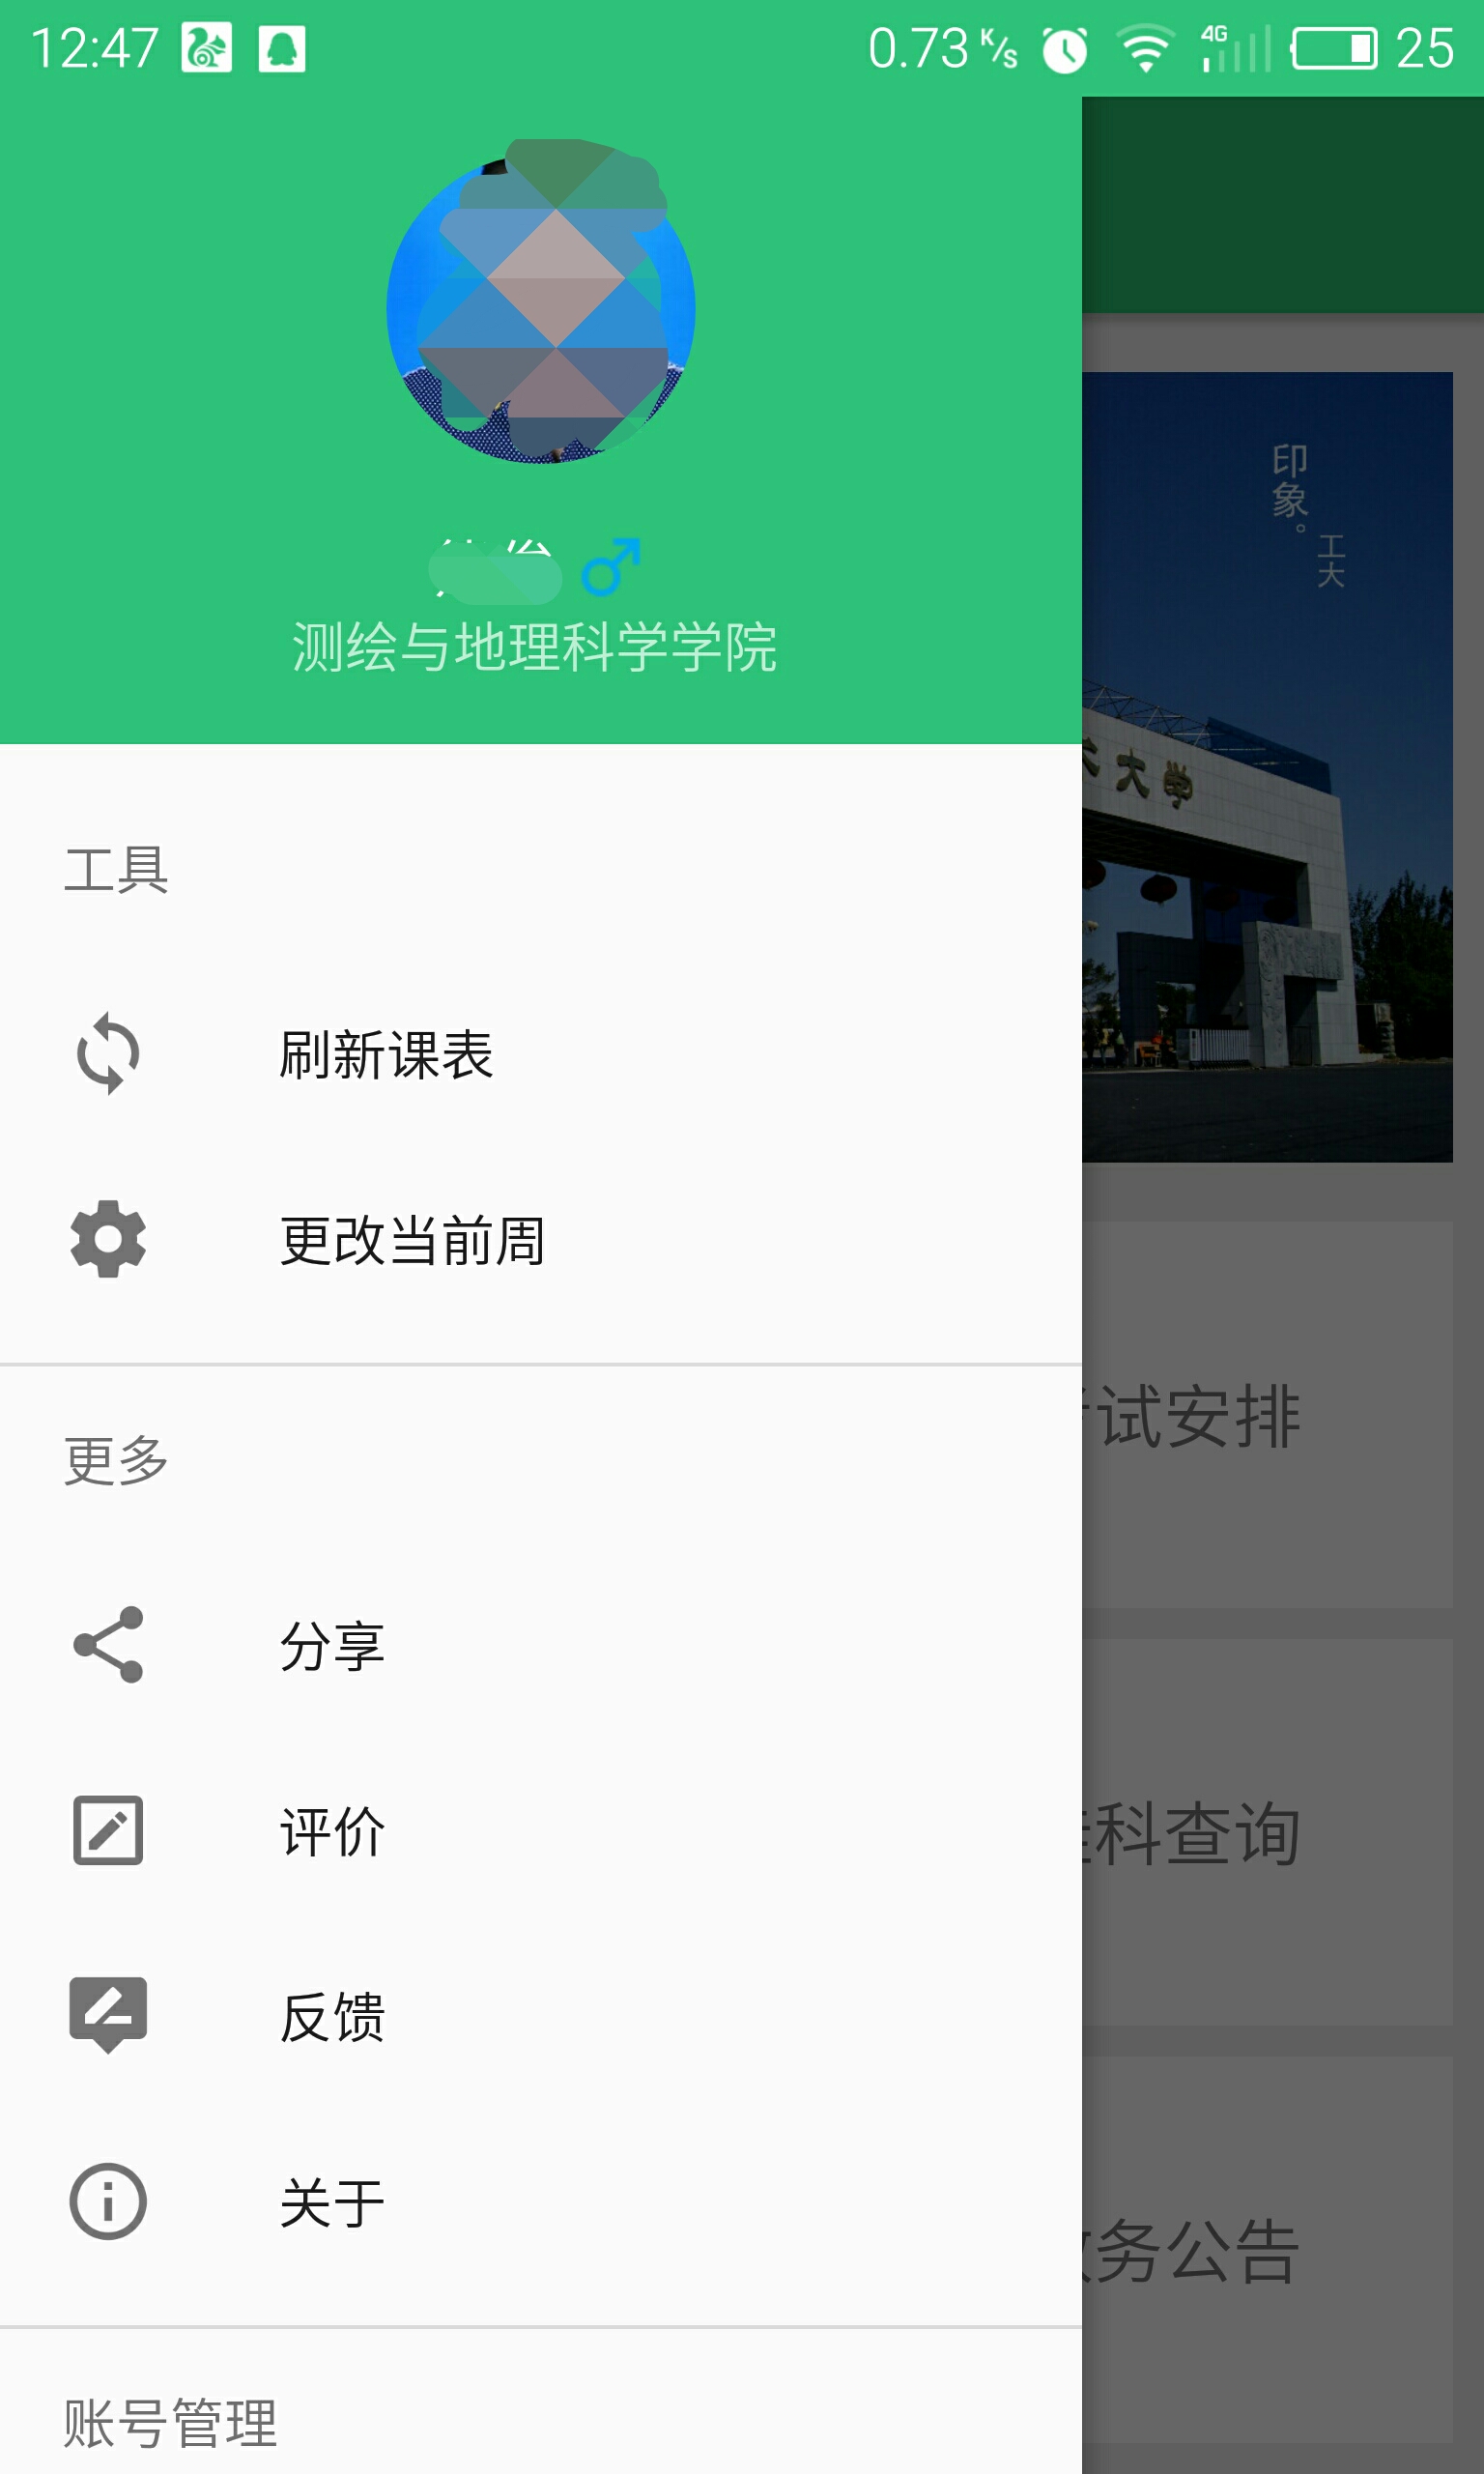 12:47 0.73 K/s 4G 25
测绘与地理科学学院
工具
刷新课表
更改当前周
更多
分享
评价
反馈
关于
账号管理
印象。
工大
大学
试安排
科查询
务公告